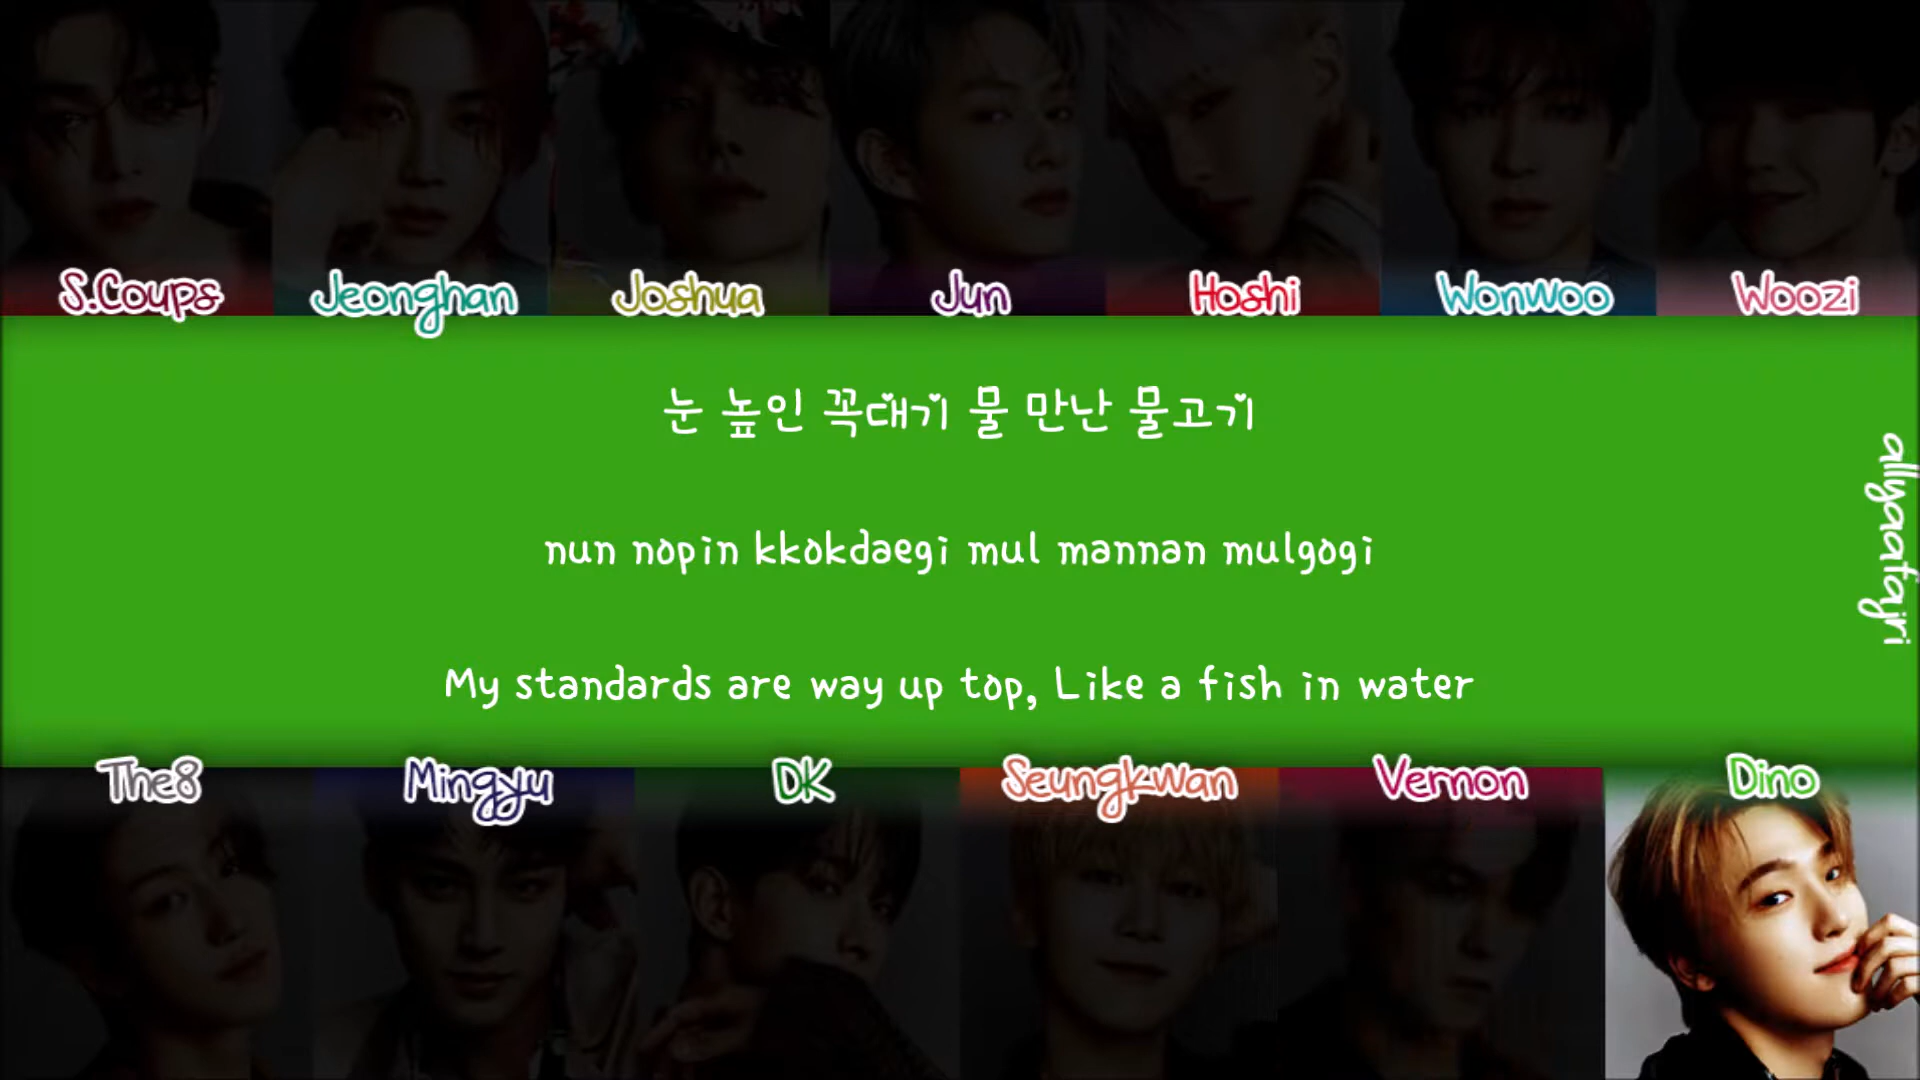 S.Coups Jeonghan Joshua Jun Hoshi Wonwoo Woozi
눈 높인 꼭대기 물 만난 물고기
nun nopin kkokdaegi mul mannan mulgogi
My standards are way up top, Like a fish in water
allyaafajri
The8 Mingyu DK Seungkwan Vernon Dino